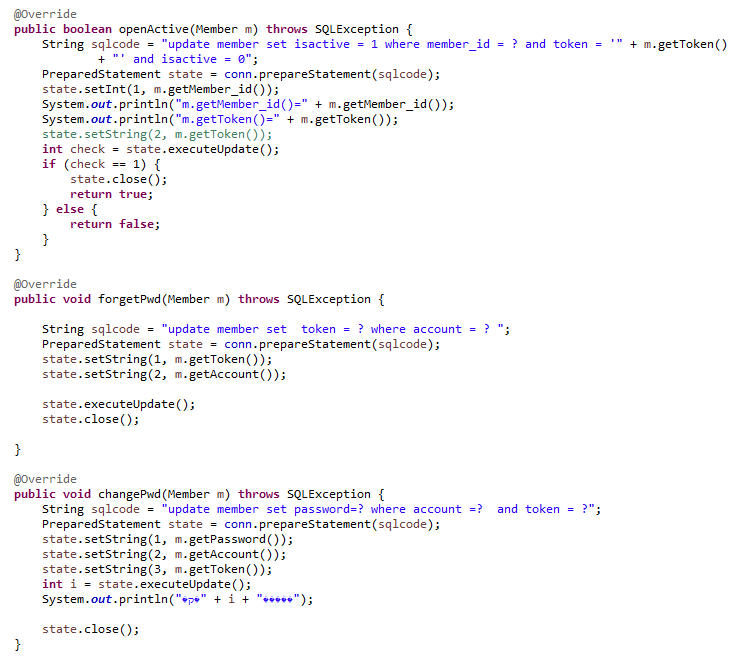 @Override
public boolean openActive(Member m) throws SQLException {
    String sqlcode = "update member set isactive = 1 where member_id = ? and token = '" + m.getToken()
            + "' and isactive = 0";
    PreparedStatement state = conn.prepareStatement(sqlcode);
    state.setInt(1, m.getMember_id());
    System.out.println("m.getMember_id()=" + m.getMember_id());
    System.out.println("m.getToken()=" + m.getToken());
    state.setString(2, m.getToken());
    int check = state.executeUpdate();
    if (check == 1) {
        state.close();
        return true;
    } else {
        return false;
    }
}
@Override
public void forgetPwd(Member m) throws SQLException {
    String sqlcode = "update member set  token = ? where account = ? ";
    PreparedStatement state = conn.prepareStatement(sqlcode);
    state.setString(1, m.getToken());
    state.setString(2, m.getAccount());
    state.executeUpdate();
    state.close();
}
@Override
public void changePwd(Member m) throws SQLException {
    String sqlcode = "update member set password=? where account =?  and token = ?";
    PreparedStatement state = conn.prepareStatement(sqlcode);
    state.setString(1, m.getPassword());
    state.setString(2, m.getAccount());
    state.setString(3, m.getToken());
    int i = state.executeUpdate();
    System.out.println("" + i + "");
    state.close();
}